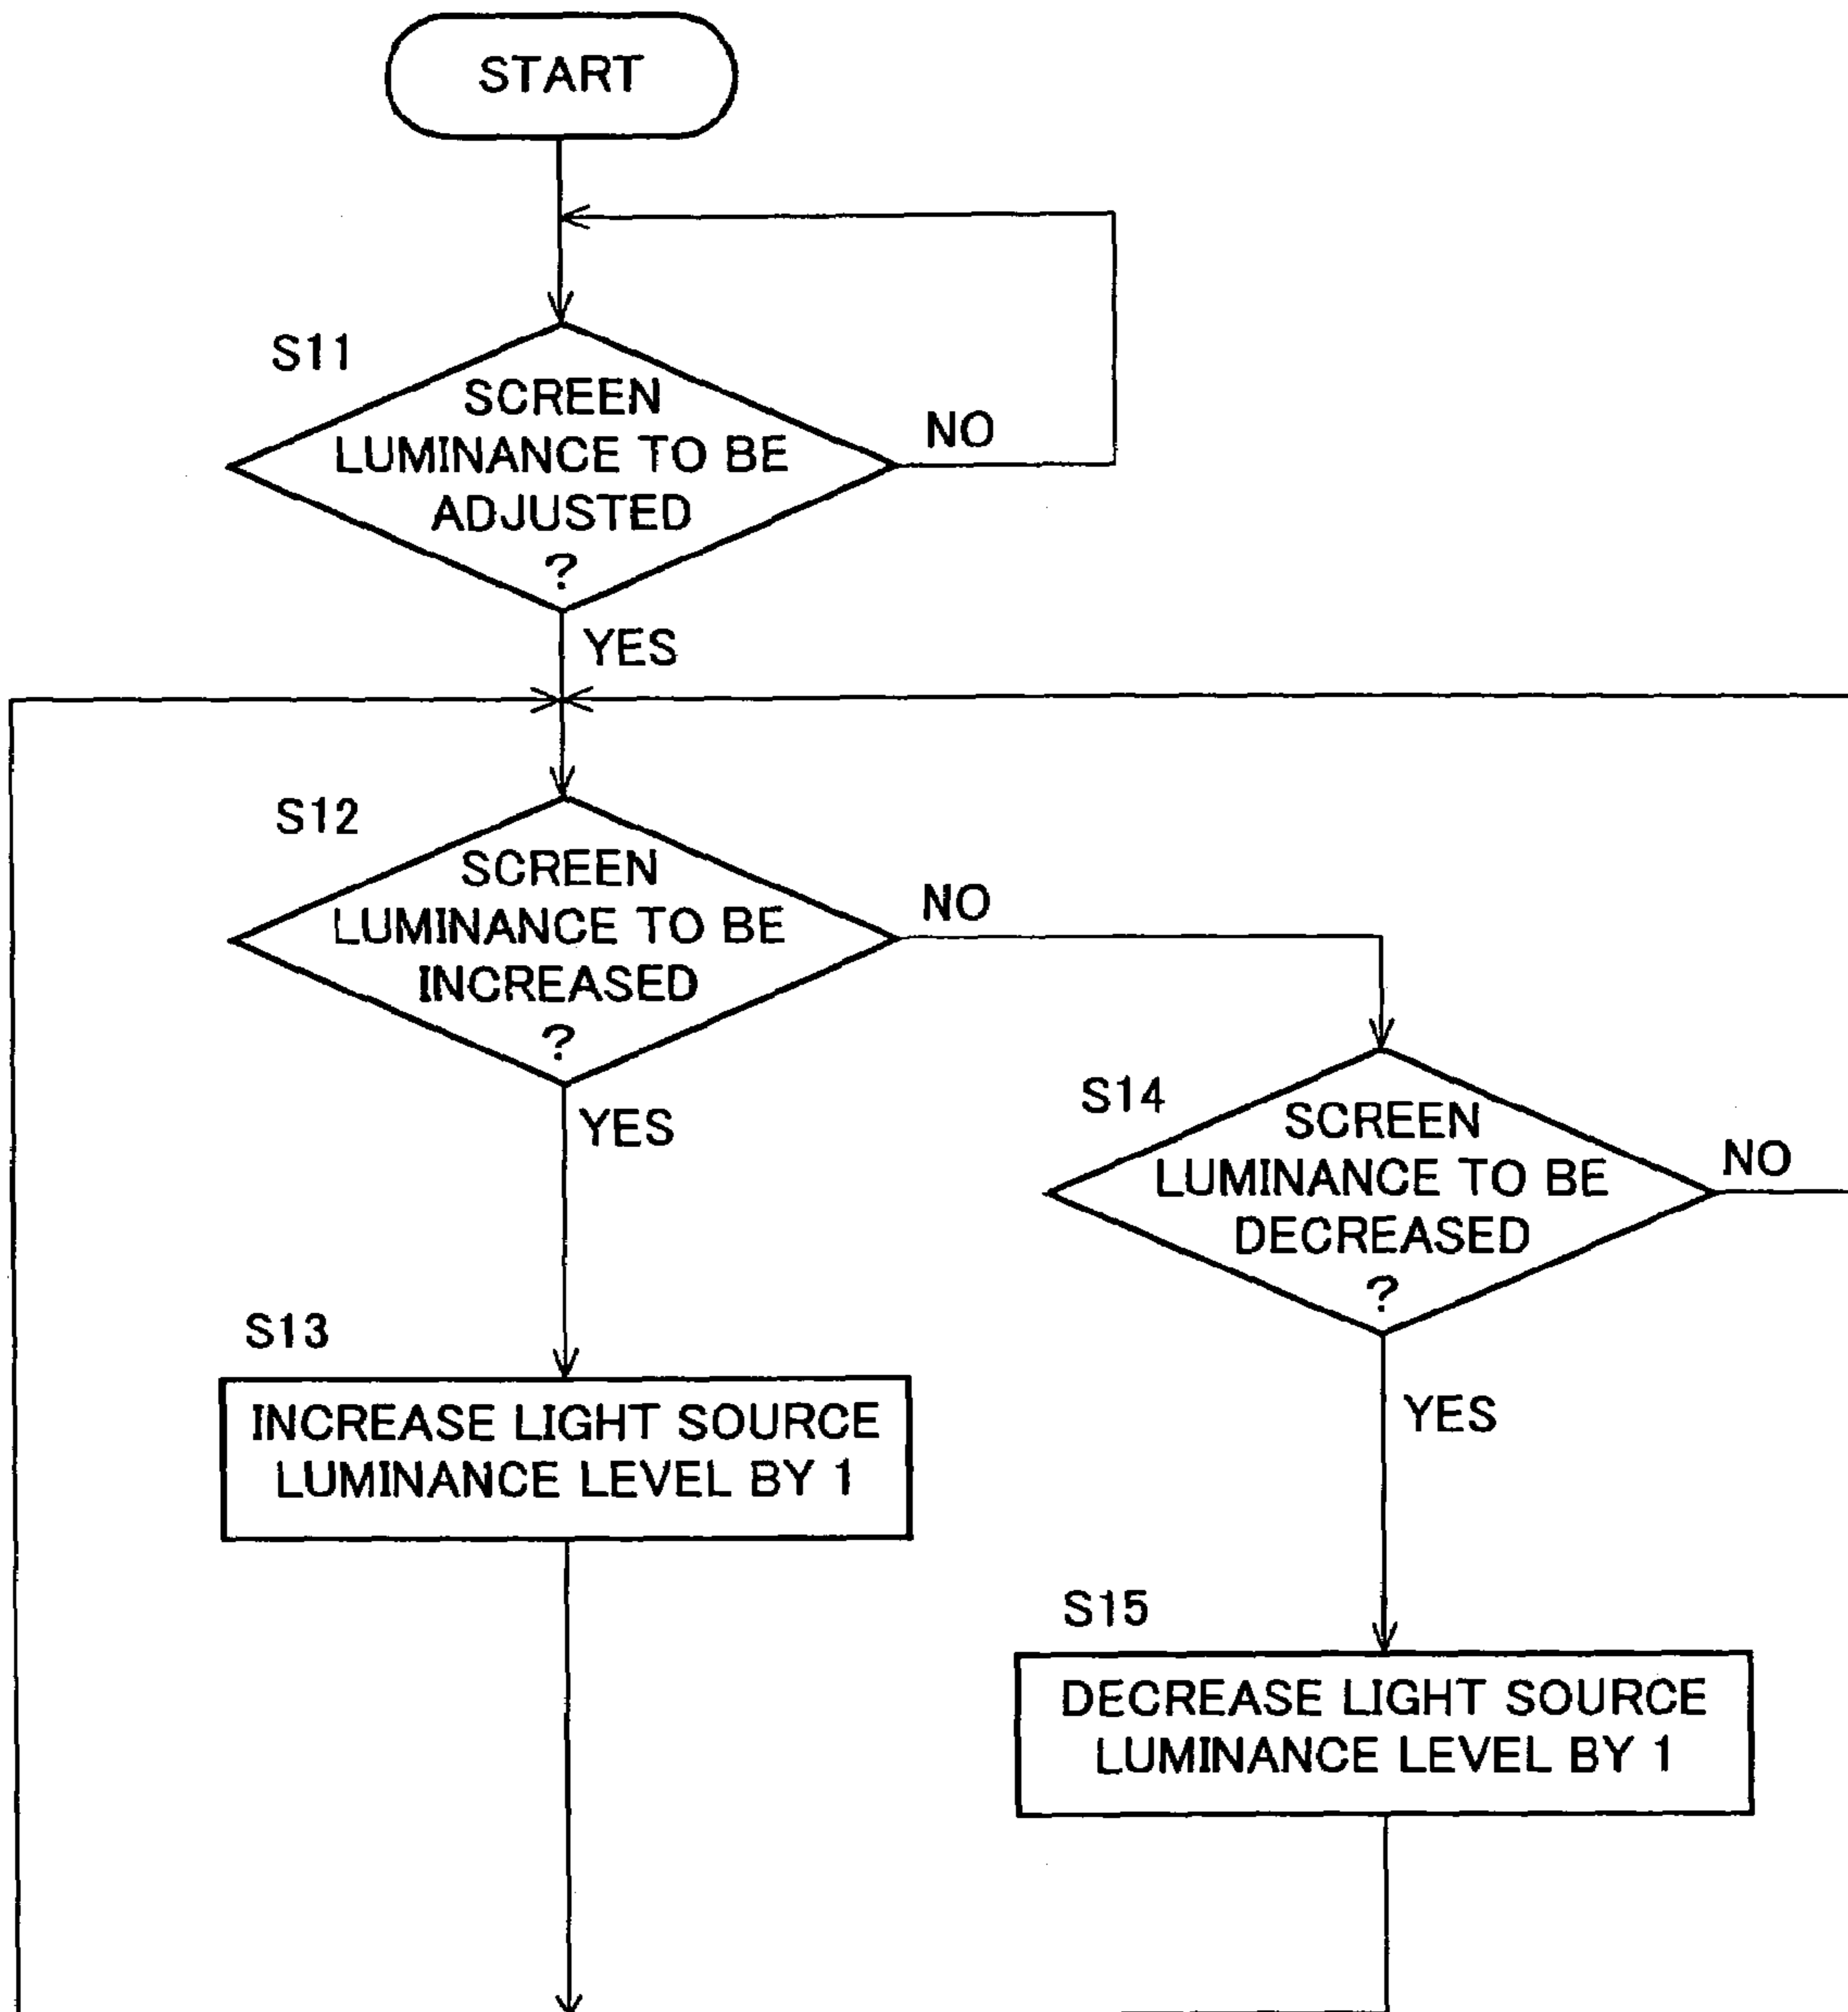 START
S11
SCREEN
LUMINANCE TO BE
ADJUSTED
?
NO
YES
S12
SCREEN
LUMINANCE TO BE
INCREASED
?
NO
YES
S14
SCREEN
LUMINANCE TO BE
DECREASED
?
NO
YES
S13
INCREASE LIGHT SOURCE
LUMINANCE LEVEL BY 1
S15
DECREASE LIGHT SOURCE
LUMINANCE LEVEL BY 1